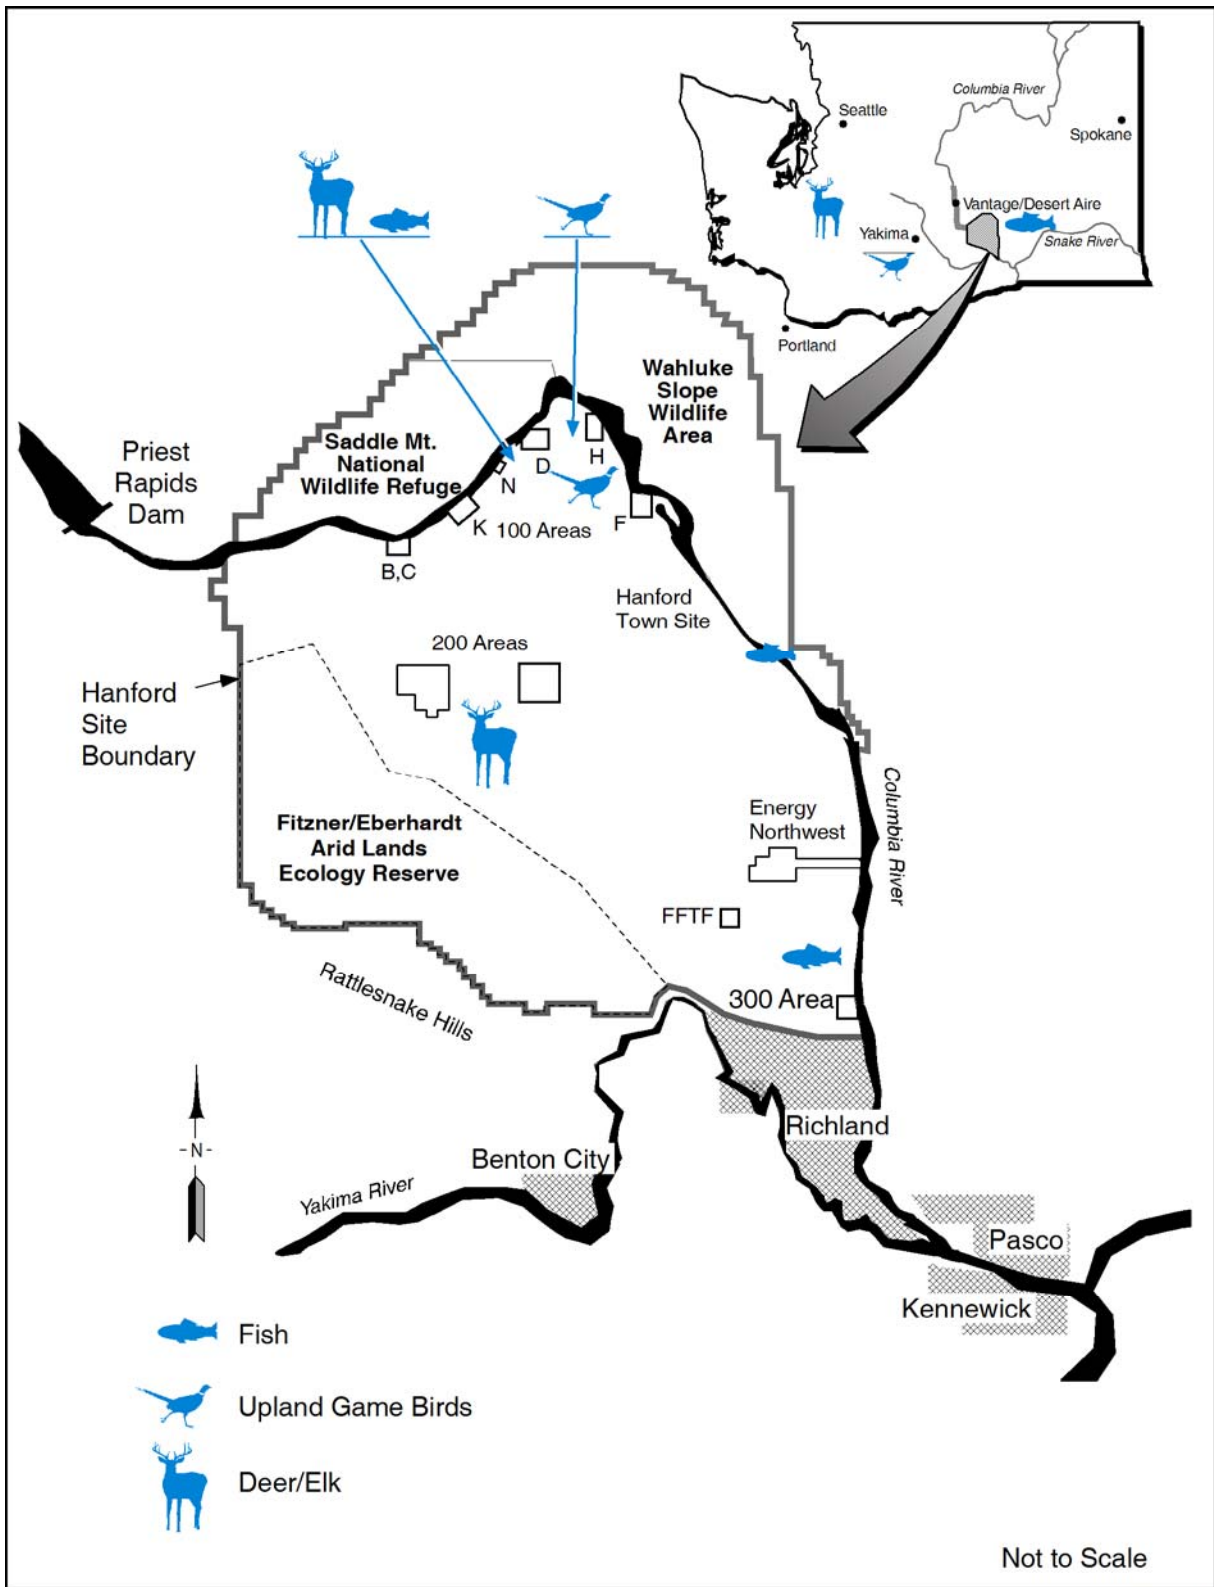 Columbia River
Seattle
Spokane
Vantage/Desert Aire
Yakima
Snake River
Portland
Wahluke
Slope
Wildlife
Area
Priest
Rapids
Dam
Saddle Mt.
National
Wildlife Refuge
D
H
N
K
100 Areas
F
B,C
Hanford
Town Site
200 Areas
Hanford
Site
Boundary
Columbia River
Energy
Northwest
Fitzner/Eberhardt
Arid Lands
Ecology Reserve
FFTF
300 Area
Rattlesnake Hills
-N-
Richland
Benton City
Yakima River
Pasco
Kennewick
Fish
Upland Game Birds
Deer/Elk
Not to Scale